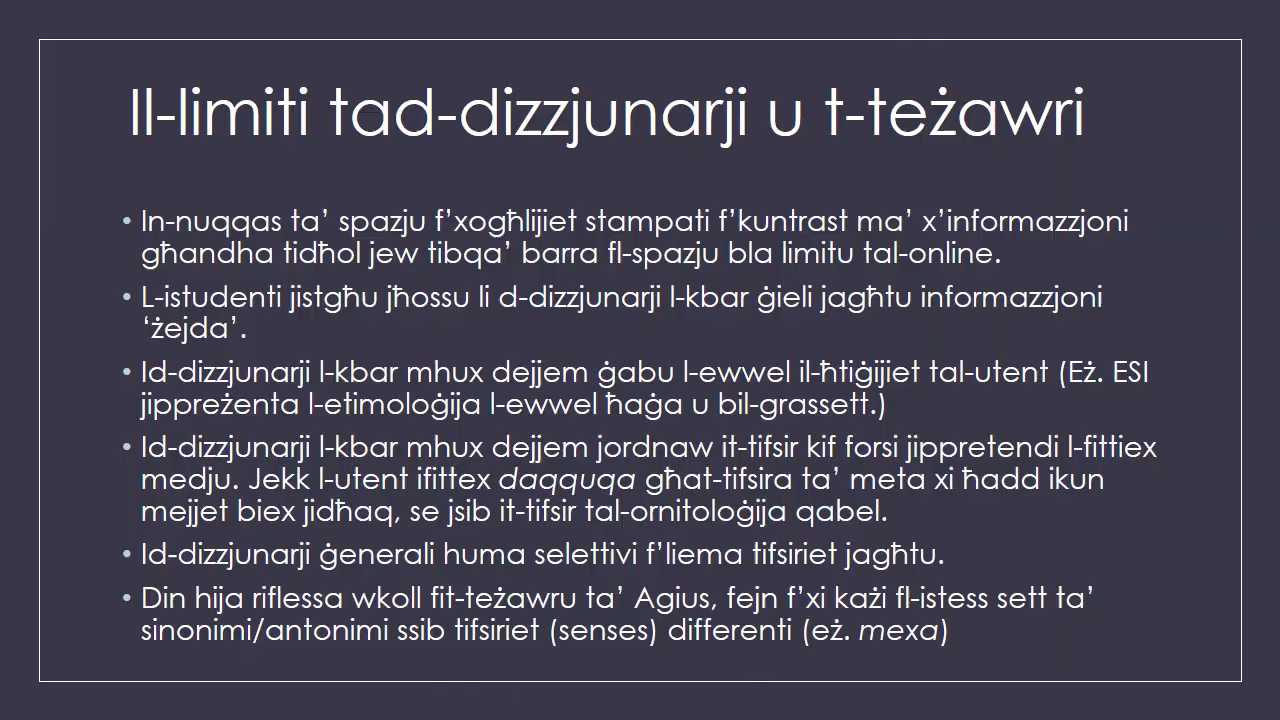 Il-limiti tad-dizzjunarji u t-teżawri
• In-nuqqas ta’ spazju f’xogħlijiet stampati f’kuntrast ma’ x’informazzjoni
għandha tidħol jew tibqa’ barra fl-spazju bla limitu tal-online.
• L-istudenti jistgħu jħossu li d-dizzjunarji l-kbar ġieli jagħtu informazzjoni
‘żejda’.
• Id-dizzjunarji l-kbar mhux dejjem ġabu l-ewwel il-ħtiġijiet tal-utent (Eż. ESI
jippreżenta l-etimoloġija l-ewwel ħaġa u bil-grassett.)
• Id-dizzjunarji l-kbar mhux dejjem jordnaw it-tifsir kif forsi jippretendi l-fittiex
medju. Jekk l-utent ifittex daqquqa għat-tifsira ta’ meta xi ħadd ikun
mejjet biex jidħaq, se jsib it-tifsir tal-ornitoloġija qabel.
• Id-dizzjunarji ġenerali huma selettivi f’liema tifsiriet jagħtu.
• Din hija riflessa wkoll fit-teżawru ta’ Agius, fejn f’xi każi fl-istess sett ta’
sinonimi/antonimi ssib tifsiriet (senses) differenti (eż. mexa)